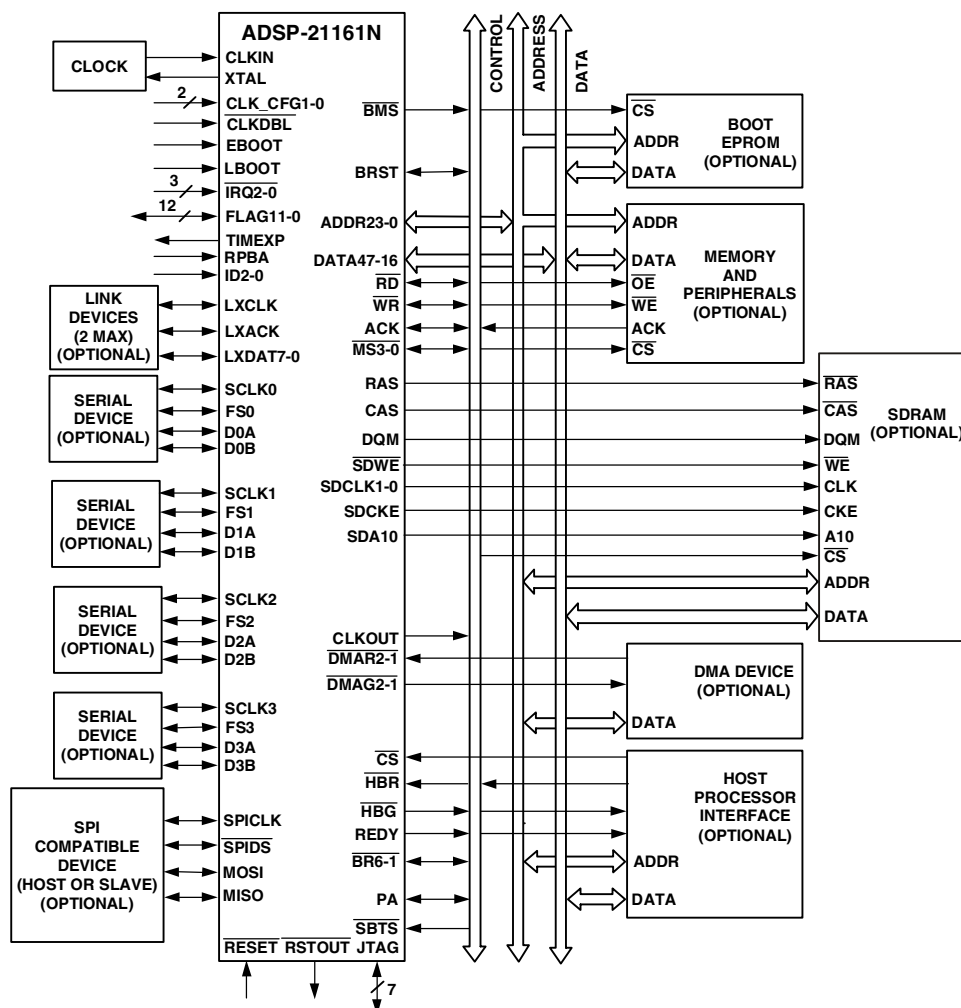 ADSP-21161N
CLOCK
CLKIN
XTAL
2
CLK_CFG1-0
CLKDBL
EBOOT
LBOOT
3
IRQ2-0
12
FLAG11-0
TIMEXP
RPBA
ID2-0
LINK
DEVICES
(2 MAX)
(OPTIONAL)
LXCLK
LXACK
LXDAT7-0
SERIAL
DEVICE
(OPTIONAL)
SCLK0
FS0
D0A
D0B
SERIAL
DEVICE
(OPTIONAL)
SCLK1
FS1
D1A
D1B
SERIAL
DEVICE
(OPTIONAL)
SCLK2
FS2
D2A
D2B
SERIAL
DEVICE
(OPTIONAL)
SCLK3
FS3
D3A
D3B
SPI
COMPATIBLE
DEVICE
(HOST OR SLAVE)
(OPTIONAL)
SPICLK
SPIDS
MOSI
MISO
RESET
RSTOUT
JTAG
7
BMS
BRST
ADDR23-0
DATA47-16
RD
WR
ACK
MS3-0
RAS
CAS
DQM
SDWE
SDCLK1-0
SDCKE
SDA10
CLKOUT
DMAR2-1
DMAG2-1
CS
HBR
HBG
REDY
BR6-1
PA
SBTS
CONTROL
ADDRESS
DATA
CS
ADDR
DATA
BOOT
EPROM
(OPTIONAL)
ADDR
DATA
OE
WE
ACK
CS
MEMORY
AND
PERIPHERALS
(OPTIONAL)
RAS
CAS
DQM
WE
CLK
CKE
A10
CS
ADDR
DATA
SDRAM
(OPTIONAL)
DMA DEVICE
(OPTIONAL)
DATA
HOST
PROCESSOR
INTERFACE
(OPTIONAL)
ADDR
DATA